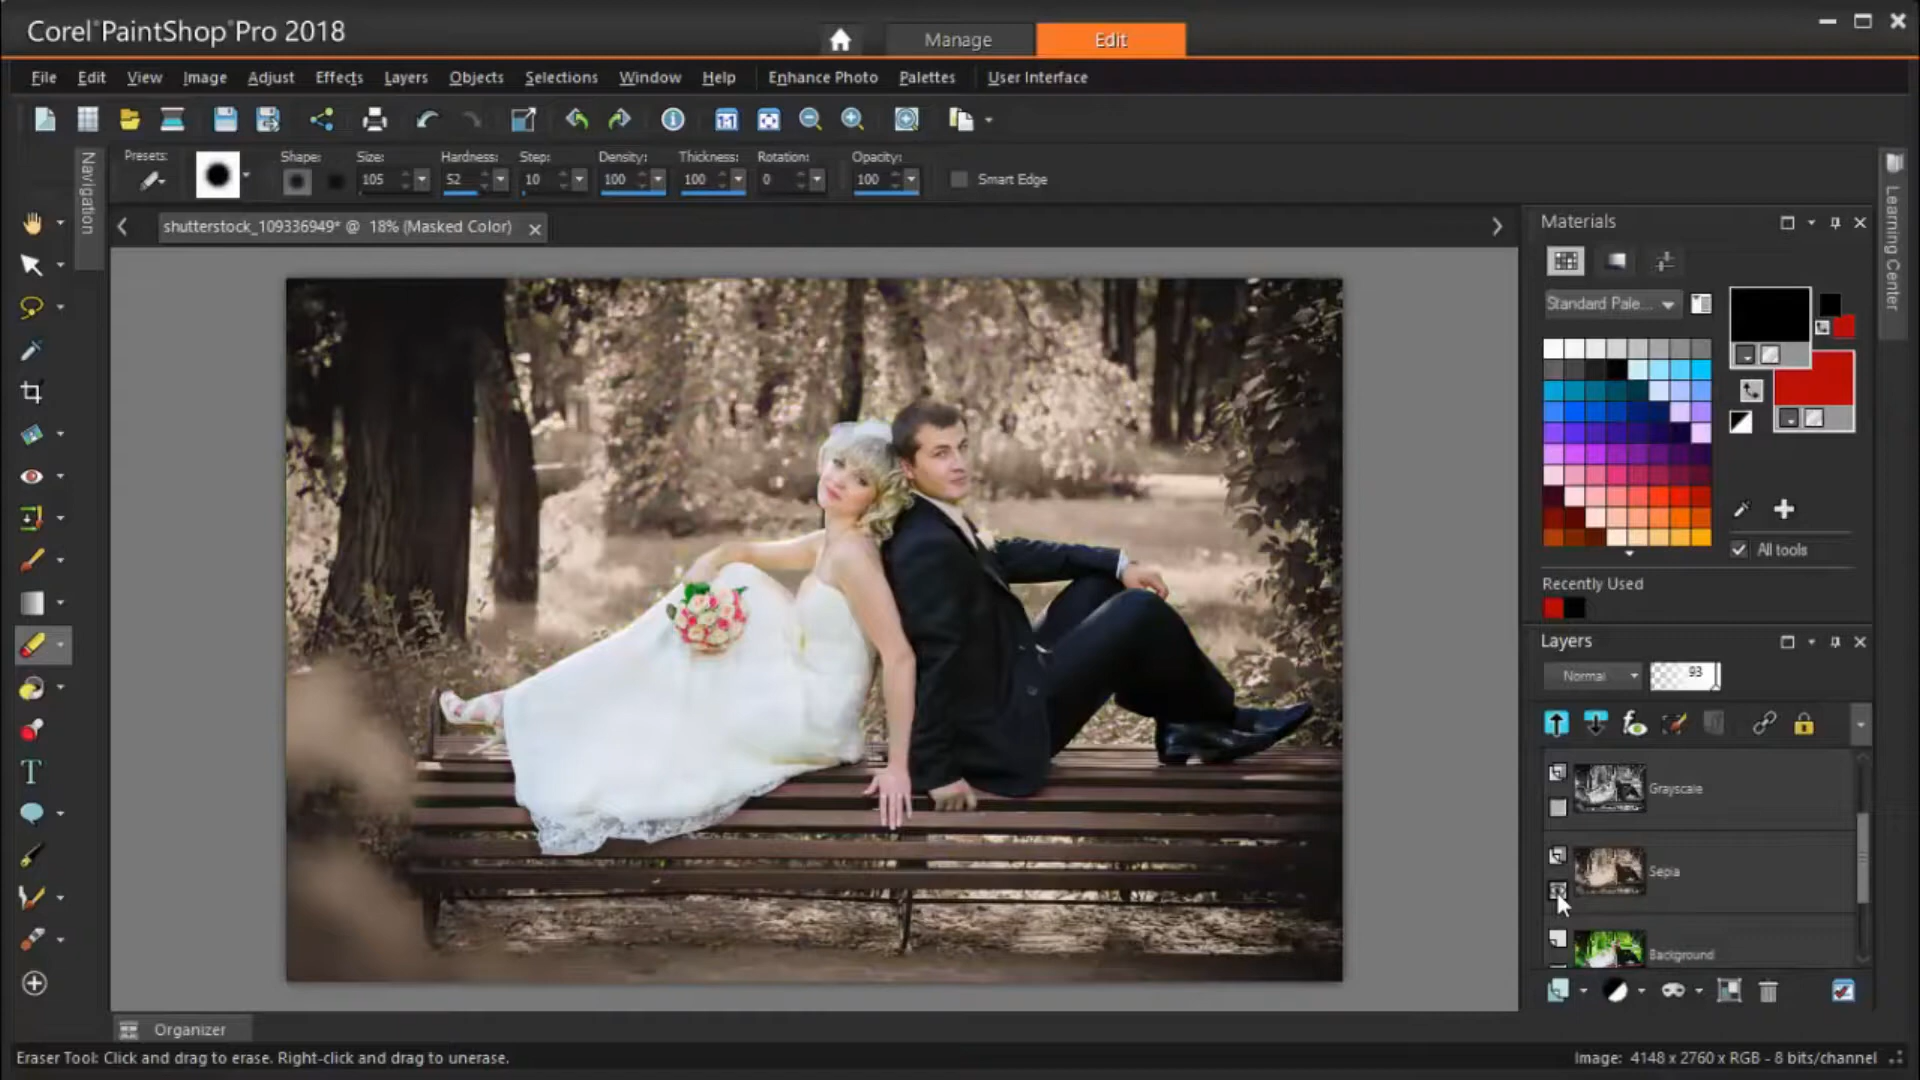 Corel PaintShop Pro 2018
Manage
Edit
File Edit View Image Adjust Effects Layers Objects Selections Window Help Enhance Photo Palettes User Interface
Presets: Shape: Size: Hardness: Step: Density: Thickness: Rotation: Opacity:
105 52 10 100 100 0 100 Smart Edge
Navigation
shutterstock_109336949* @ 18% (Masked Color)
Materials
Learning Center
Standard Pale...
All tools
Recently Used
Layers
Normal 93
Grayscale
Sepia
Background
Organizer
Eraser Tool: Click and drag to erase. Right-click and drag to unerase.
Image: 4148 x 2760 x RGB - 8 bits/channel